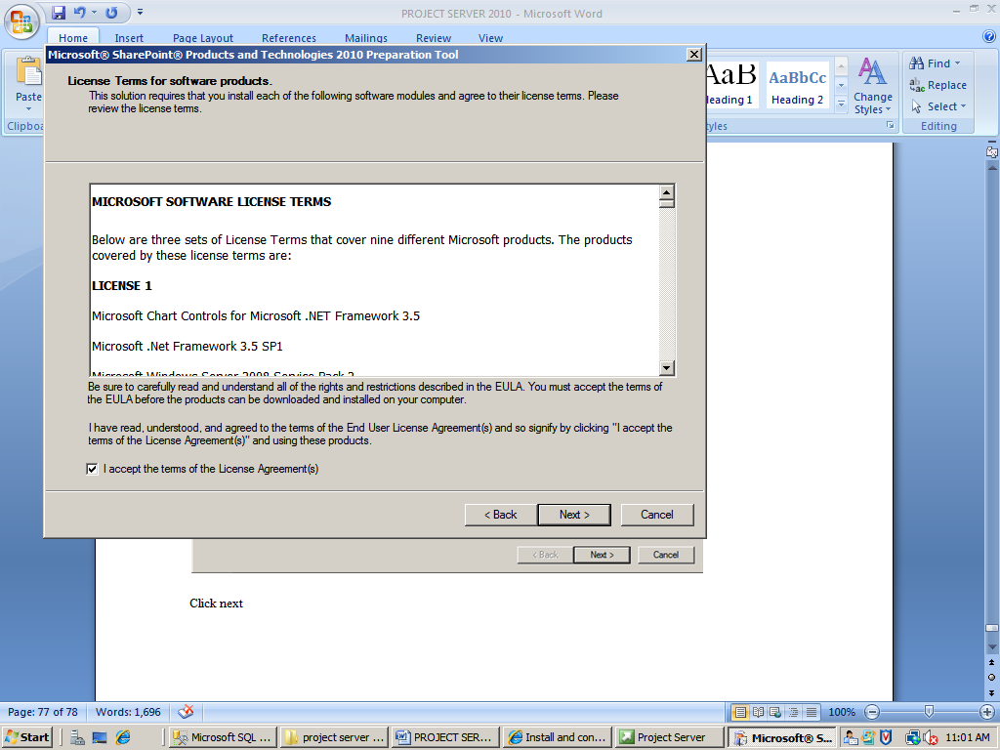 PROJECT SERVER 2010 - Microsoft Word
Home Insert Page Layout References Mailings Review View
Microsoft® SharePoint® Products and Technologies 2010 Preparation Tool
License Terms for software products.
This solution requires that you install each of the following software modules and agree to their license terms. Please
review the license terms.
Paste
Clipboa
AaB AaBbCc
eading 1 Heading 2
Change
Styles
yles
Find
Replace
Select
Editing
MICROSOFT SOFTWARE LICENSE TERMS
Below are three sets of License Terms that cover nine different Microsoft products. The products
covered by these license terms are:
LICENSE 1
Microsoft Chart Controls for Microsoft .NET Framework 3.5
Microsoft .Net Framework 3.5 SP1
Microsoft Windows Server 2008 Service Pack 2
Be sure to carefully read and understand all of the rights and restrictions described in the EULA. You must accept the terms of
the EULA before the products can be downloaded and installed on your computer.
I have read, understood, and agreed to the terms of the End User License Agreement(s) and so signify by clicking "I accept the
terms of the License Agreement(s)" and using these products.
I accept the terms of the License Agreement(s)
< Back Next > Cancel
< Back Next > Cancel
Click next
Page: 77 of 78 Words: 1,696 100%
Start Microsoft SQL ... project server ... PROJECT SER... Install and con... Project Server Microsoft® S... 11:01 AM